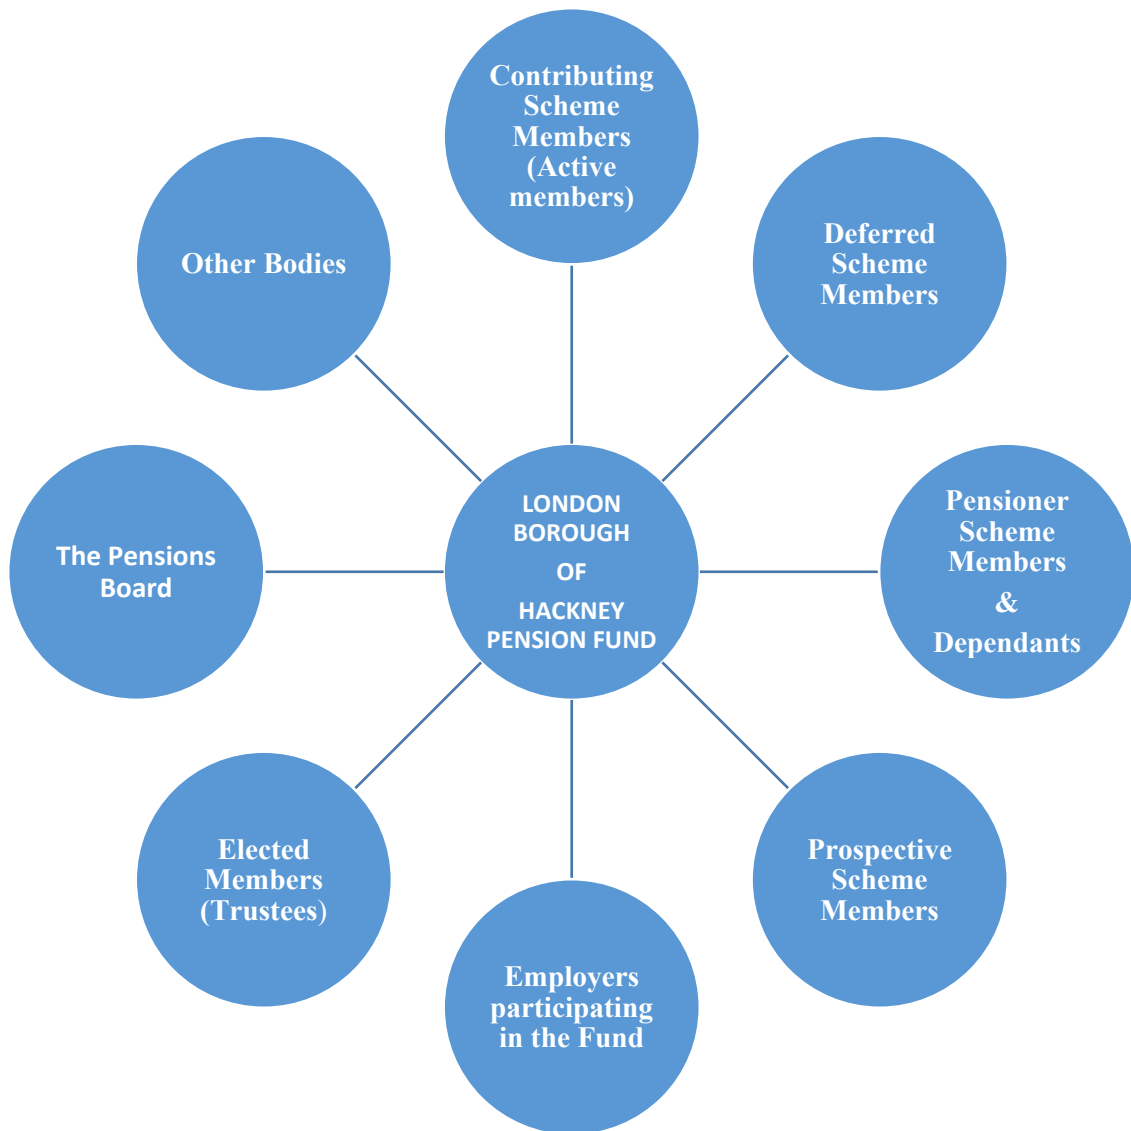 Contributing
Scheme
Members
(Active
members)
Other Bodies
Deferred
Scheme
Members
The Pensions
Board
LONDON
BOROUGH
OF
HACKNEY
PENSION FUND
Pensioner
Scheme
Members
&
Dependants
Elected
Members
(Trustees)
Prospective
Scheme
Members
Employers
participating
in the Fund